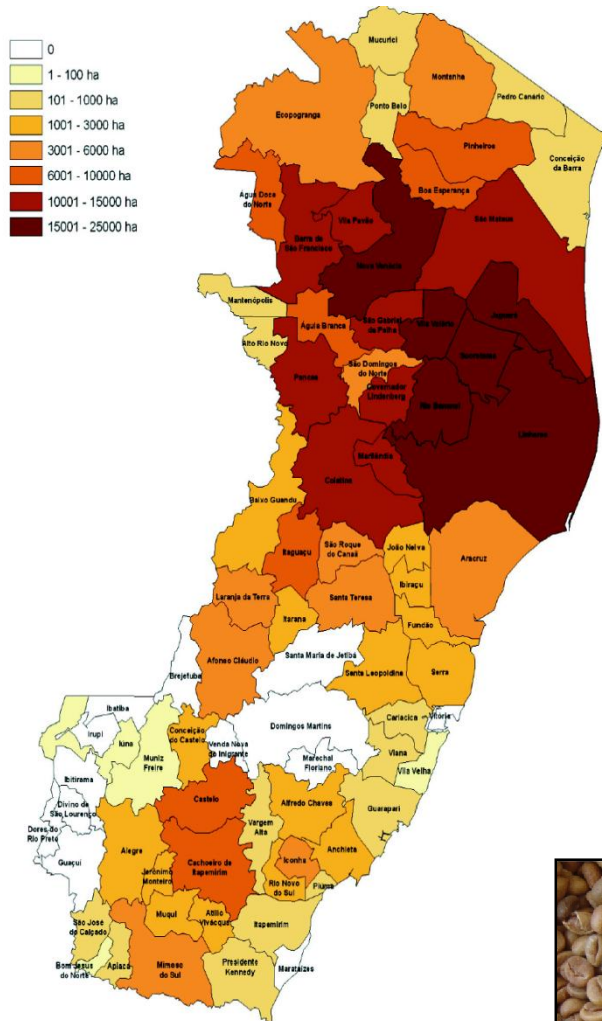 0
1 - 100 ha
101 - 1000 ha
1001 - 3000 ha
3001 - 6000 ha
6001 - 10000 ha
10001 - 15000 ha
15001 - 25000 ha
Mucurici
Montanha
Ponto Belo
Pedro Canário
Ecoporanga
Pinheiros
Conceição
da Barra
Água Doce
do Norte
Boa Esperança
Vila Pavão
São Mateus
Barra de
São Francisco
Nova Venécia
Mantenópolis
Águia Branca
São Gabriel
da Palha
Vila Valério
Jaguaré
Alto Rio Novo
Sooretama
São Domingos
do Norte
Pancas
Governador
Lindenberg
Rio Bananal
Linhares
Marilândia
Colatina
Baixo Guandu
São Roque
do Canaã
João Neiva
Aracruz
Itaguaçu
Ibiraçu
Laranja da Terra
Santa Teresa
Itarana
Fundão
Afonso Cláudio
Santa Maria de Jetibá
Brejetuba
Santa Leopoldina
Serra
Ibatiba
Irupi
Iúna
Muniz
Freire
Conceição
do Castelo
Venda Nova
do Imigrante
Domingos Martins
Cariacica
Vitória
Viana
Marechal
Floriano
Vila Velha
Ibitirama
Divino de
São Lourenço
Dores do
Rio Preto
Guaçuí
Castelo
Alfredo Chaves
Guarapari
Vargem
Alta
Alegre
Cachoeiro de
Itapemirim
Iconha
Anchieta
Jerônimo
Monteiro
Rio Novo
do Sul
Piúma
Muqui
Atílio
Vivácqua
Itapemirim
São José
do Calçado
Bom Jesus
do Norte
Apiacá
Mimoso
do Sul
Presidente
Kennedy
Marataízes